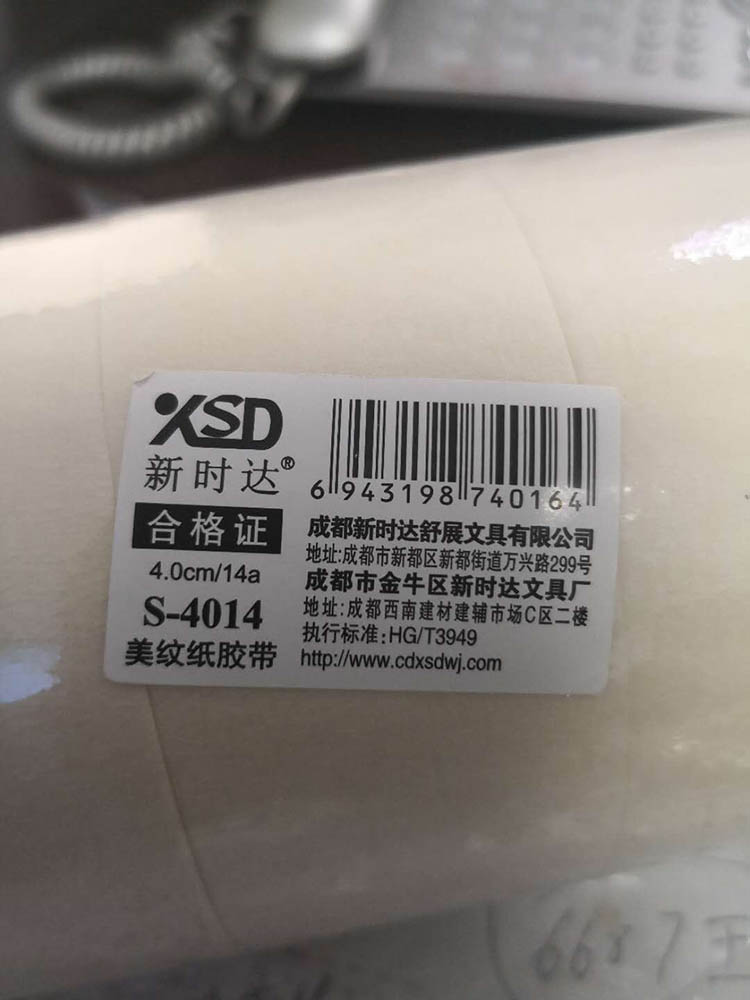 XSD
新时达®
合格证
4.0cm/14a
S-4014
美纹纸胶带
6 943198 740164
成都新时达舒展文具有限公司
地址:成都市新都区新都街道万兴路299号
成都市金牛区新时达文具厂
地址:成都西南建材建辅市场C区二楼
执行标准:HG/T3949
http://www.cdxsdwj.com